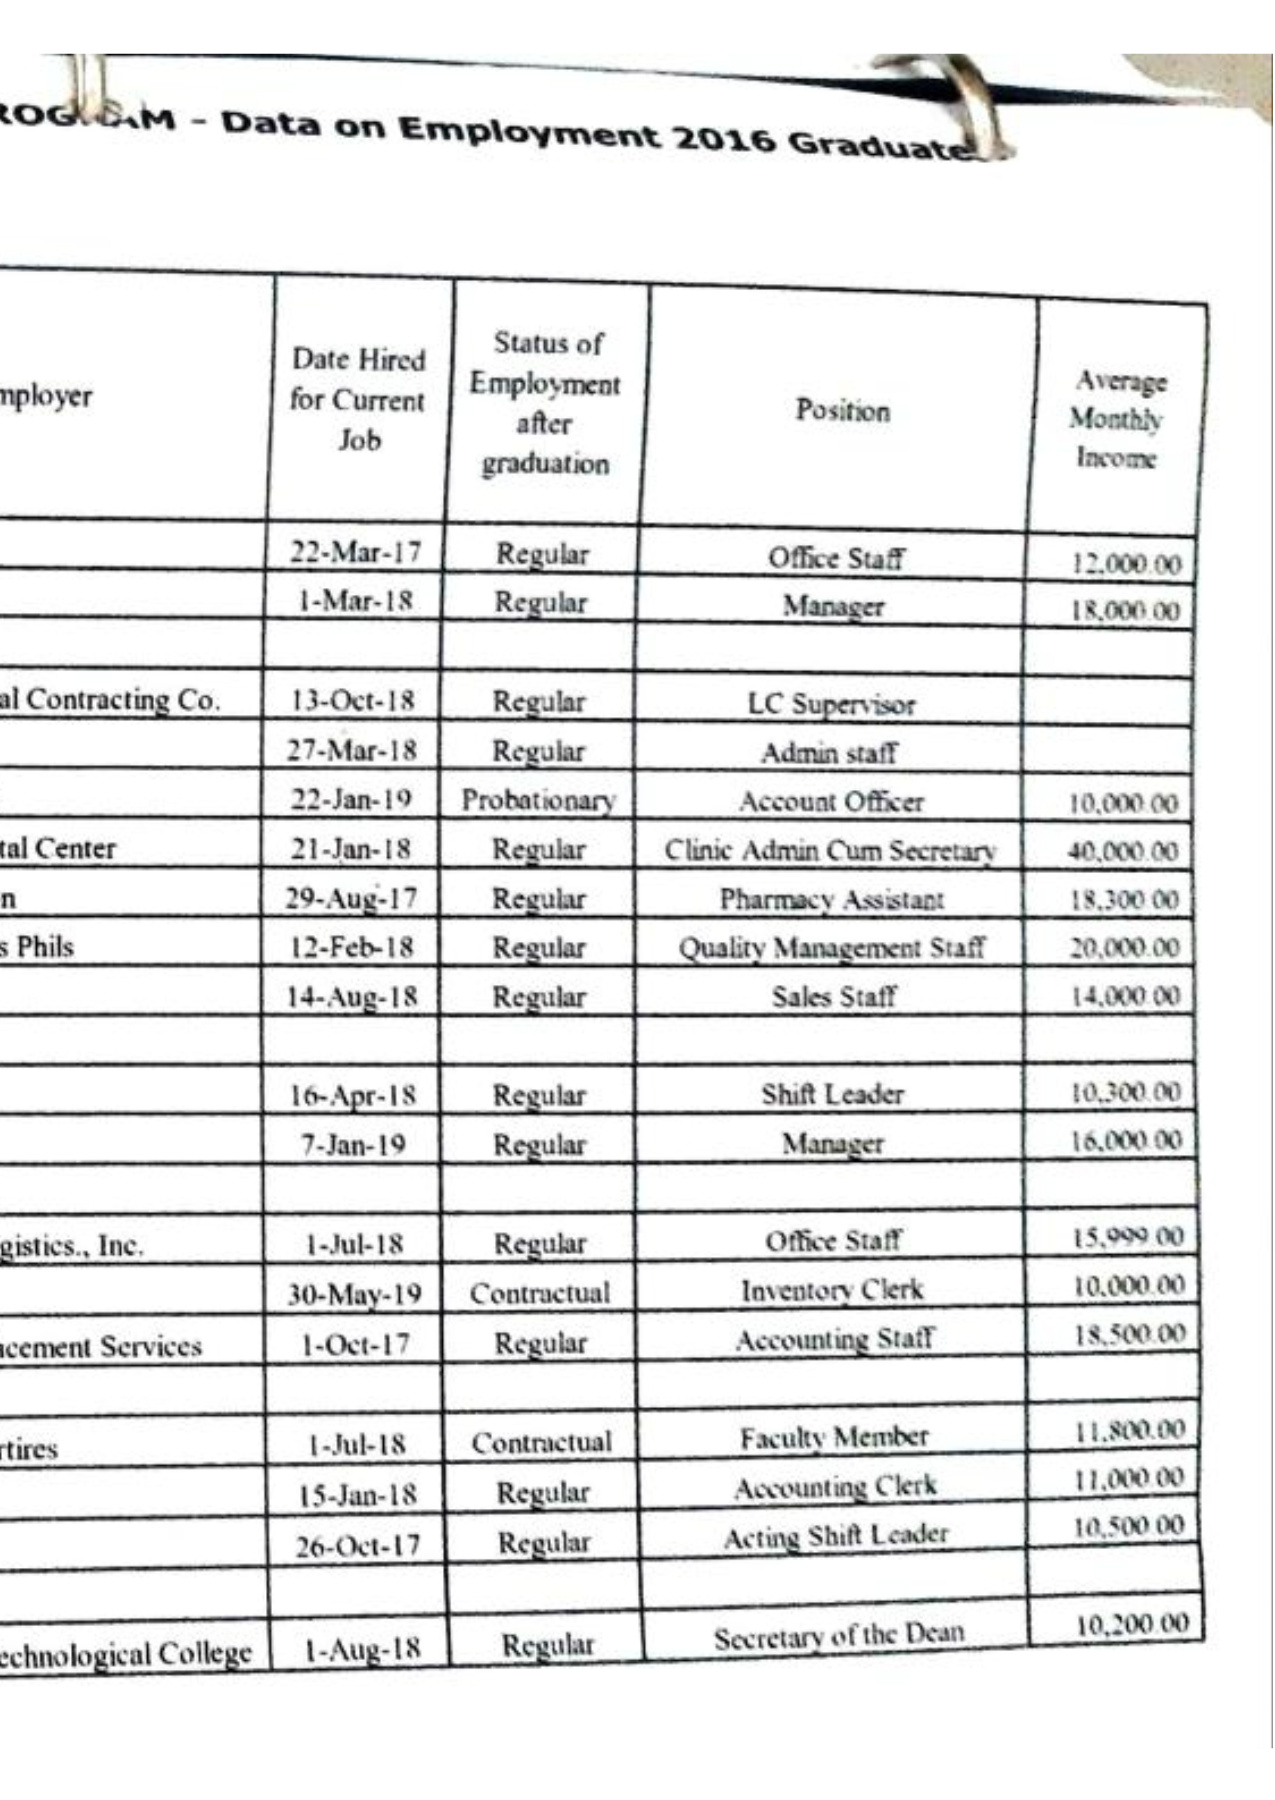 - Data on Employment 2016 Graduate
mployer
Date Hired
for Current
Job
Status of
Employment
after
graduation
Position
Average
Monthly
Income
22-Mar-17 Regular Office Staff 12,000.00
1-Mar-18 Regular Manager 18,000.00
al Contracting Co. 13-Oct-18 Regular LC Supervisor
27-Mar-18 Regular Admin staff
22-Jan-19 Probationary Account Officer 10,000.00
tal Center 21-Jan-18 Regular Clinic Admin Cum Secretary 40,000.00
n 29-Aug-17 Regular Pharmacy Assistant 18,300.00
s Phils 12-Feb-18 Regular Quality Management Staff 20,000.00
14-Aug-18 Regular Sales Staff 14,000.00
16-Apr-18 Regular Shift Leader 10,300.00
7-Jan-19 Regular Manager 16,000.00
gistics., Inc. 1-Jul-18 Regular Office Staff 15,999.00
30-May-19 Contractual Inventory Clerk 10,000.00
acement Services 1-Oct-17 Regular Accounting Staff 18,500.00
rtires 1-Jul-18 Contractual Faculty Member 11,800.00
15-Jan-18 Regular Accounting Clerk 11,000.00
26-Oct-17 Regular Acting Shift Leader 10,500.00
echnological College 1-Aug-18 Regular Secretary of the Dean 10,200.00